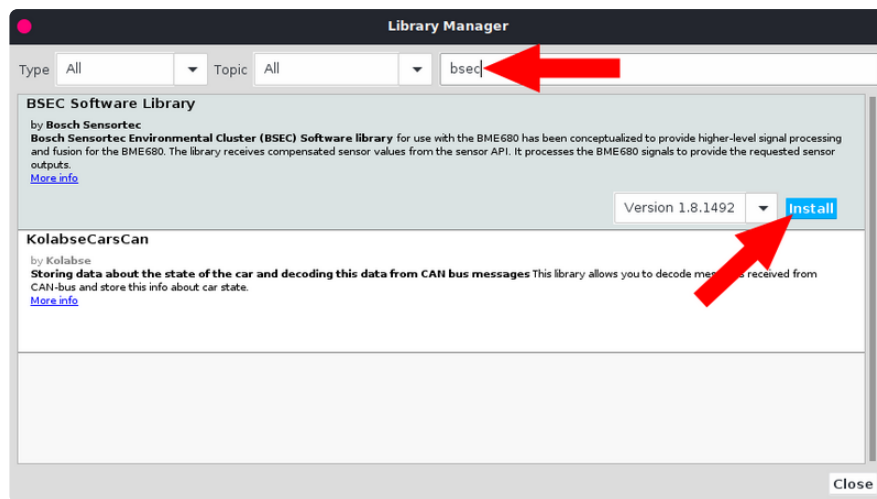 Library Manager
Type All Topic All bsec
BSEC Software Library
by Bosch Sensortec
Bosch Sensortec Environmental Cluster (BSEC) Software library for use with the BME680 has been conceptualized to provide higher-level signal processing
and fusion for the BME680. The library receives compensated sensor values from the sensor API. It processes the BME680 signals to provide the requested sensor
outputs.
More info
Version 1.8.1492 Install
KolabseCarsCan
by Kolabse
Storing data about the state of the car and decoding this data from CAN bus messages This library allows you to decode received from
CAN-bus and store this info about car state.
More info
Close